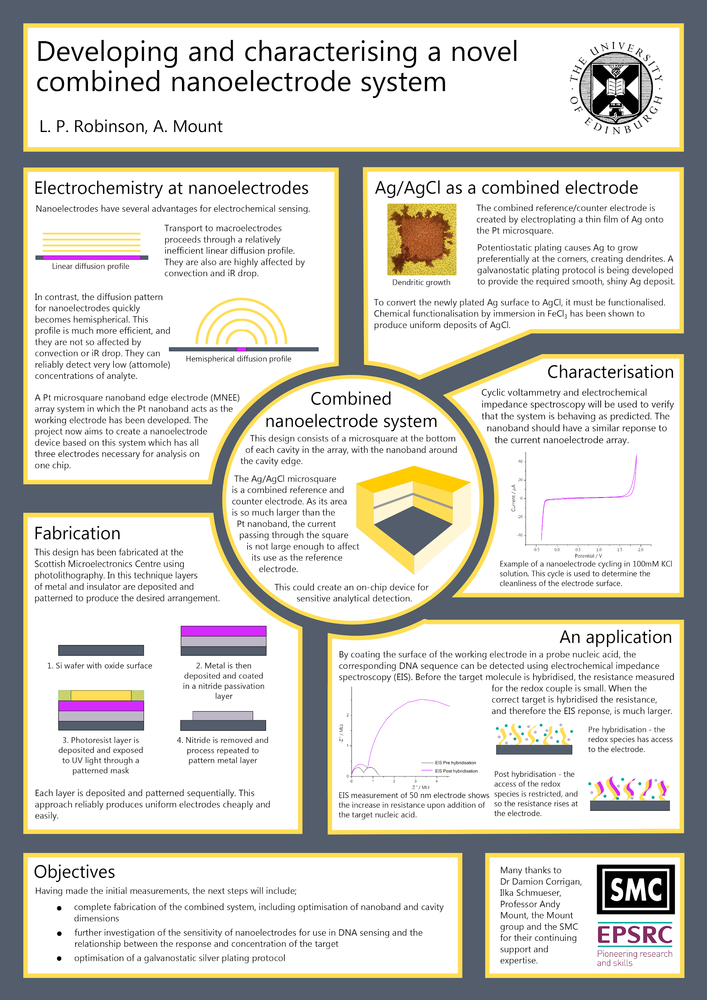 Developing and characterising a novel
combined nanoelectrode system
L. P. Robinson, A. Mount
· THE UNIVERSITY · OF EDINBURGH
Electrochemistry at nanoelectrodes
Nanoelectrodes have several advantages for electrochemical sensing.
Transport to macroelectrodes
proceeds through a relatively
inefficient linear diffusion profile.
They are also are highly affected by
convection and iR drop.
Linear diffusion profile
In contrast, the diffusion pattern
for nanoelectrodes quickly
becomes hemispherical. This
profile is much more efficient, and
they are not so affected by
convection or iR drop. They can
reliably detect very low (attomole)
concentrations of analyte.
Hemispherical diffusion profile
A Pt microsquare nanoband edge electrode (MNEE)
array system in which the Pt nanoband acts as the
working electrode has been developed. The
project now aims to create a nanoelectrode
device based on this system which has all
three electrodes necessary for analysis on
one chip.
Ag/AgCl as a combined electrode
The combined reference/counter electrode is
created by electroplating a thin film of Ag onto
the Pt microsquare.
Potentiostatic plating causes Ag to grow
preferentially at the corners, creating dendrites. A
galvanostatic plating protocol is being developed
to provide the required smooth, shiny Ag deposit.
Dendritic growth
To convert the newly plated Ag surface to AgCl, it must be functionalised.
Chemical functionalisation by immersion in FeCl₃ has been shown to
produce uniform deposits of AgCl.
Characterisation
Cyclic voltammetry and electrochemical
impedance spectroscopy will be used to verify
that the system is behaving as predicted. The
nanoband should have a similar reponse to
the current nanoelectrode array.
40
20
0
-20
-40
Current / µA
-0.5 0.0 0.5 1.0 1.5 2.0
Potential / V
Example of a nanoelectrode cycling in 100mM KCl
solution. This cycle is used to determine the
cleanliness of the electrode surface.
Combined
nanoelectrode system
This design consists of a microsquare at the bottom
of each cavity in the array, with the nanoband around
the cavity edge.
The Ag/AgCl microsquare
is a combined reference and
counter electrode. As its area
is so much larger than the
Pt nanoband, the current
passing through the square
is not large enough to affect
its use as the reference
electrode.
This could create an on-chip device for
sensitive analytical detection.
Fabrication
This design has been fabricated at the
Scottish Microelectronics Centre using
photolithography. In this technique layers
of metal and insulator are deposited and
patterned to produce the desired arrangement.
1. Si wafer with oxide surface
2. Metal is then
deposited and coated
in a nitride passivation
layer
3. Photoresist layer is
deposited and exposed
to UV light through a
patterned mask
4. Nitride is removed and
process repeated to
pattern metal layer
Each layer is deposited and patterned sequentially. This
approach reliably produces uniform electrodes cheaply and
easily.
An application
By coating the surface of the working electrode in a probe nucleic acid, the
corresponding DNA sequence can be detected using electrochemical impedance
spectroscopy (EIS). Before the target molecule is hybridised, the resistance measured
for the redox couple is small. When the
correct target is hybridised the resistance,
and therefore the EIS reponse, is much larger.
2
1
0
-Z'' / MΩ
EIS Pre hybridisation
EIS Post hybridisation
0 1 2 3 4
Z ' / MΩ
EIS measurement of 50 nm electrode shows
the increase in resistance upon addition of
the target nucleic acid.
Pre hybridisation - the
redox species has access
to the electrode.
Post hybridisation - the
access of the redox
species is restricted, and
so the resistance rises at
the electrode.
Objectives
Having made the initial measurements, the next steps will include;
● complete fabrication of the combined system, including optimisation of nanoband and cavity
dimensions
● further investigation of the sensitivity of nanoelectrodes for use in DNA sensing and the
relationship between the response and concentration of the target
● optimisation of a galvanostatic silver plating protocol
Many thanks to
Dr Damion Corrigan,
Ilka Schmueser,
Professor Andy
Mount, the Mount
group and the SMC
for their continuing
support and
expertise.
SMC
EPSRC
Pioneering research
and skills